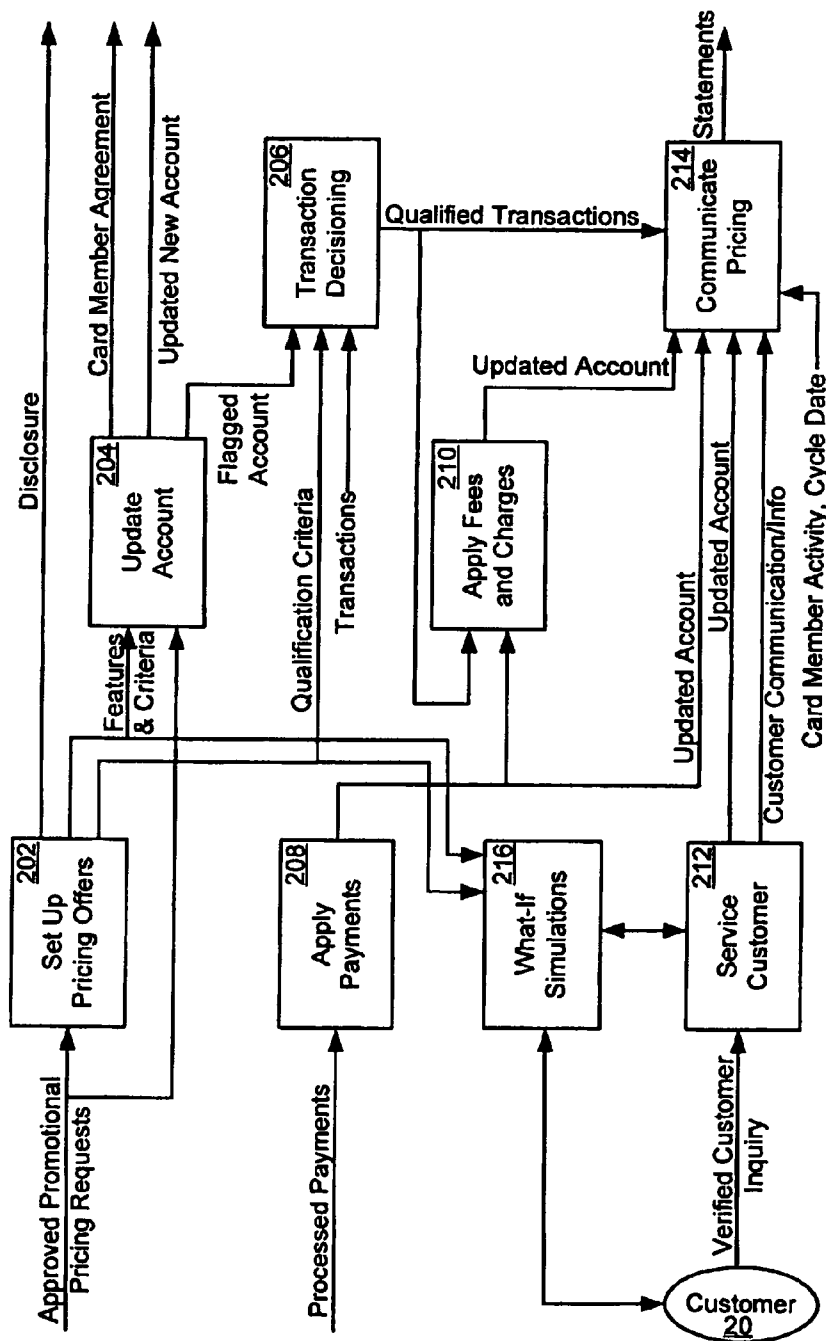 Approved Promotional
Pricing Requests
202
Set Up
Pricing Offers
Disclosure
Features
& Criteria
204
Update
Account
Card Member Agreement
Updated New Account
Flagged
Account
Qualification Criteria
Transactions
206
Transaction
Decisioning
Processed Payments
208
Apply
Payments
210
Apply Fees
and Charges
Updated Account
Qualified Transactions
216
What-If
Simulations
Updated Account
Customer
20
Verified Customer
Inquiry
212
Service
Customer
Updated Account
Customer Communication/Info
Card Member Activity, Cycle Date
214
Communicate
Pricing
Statements